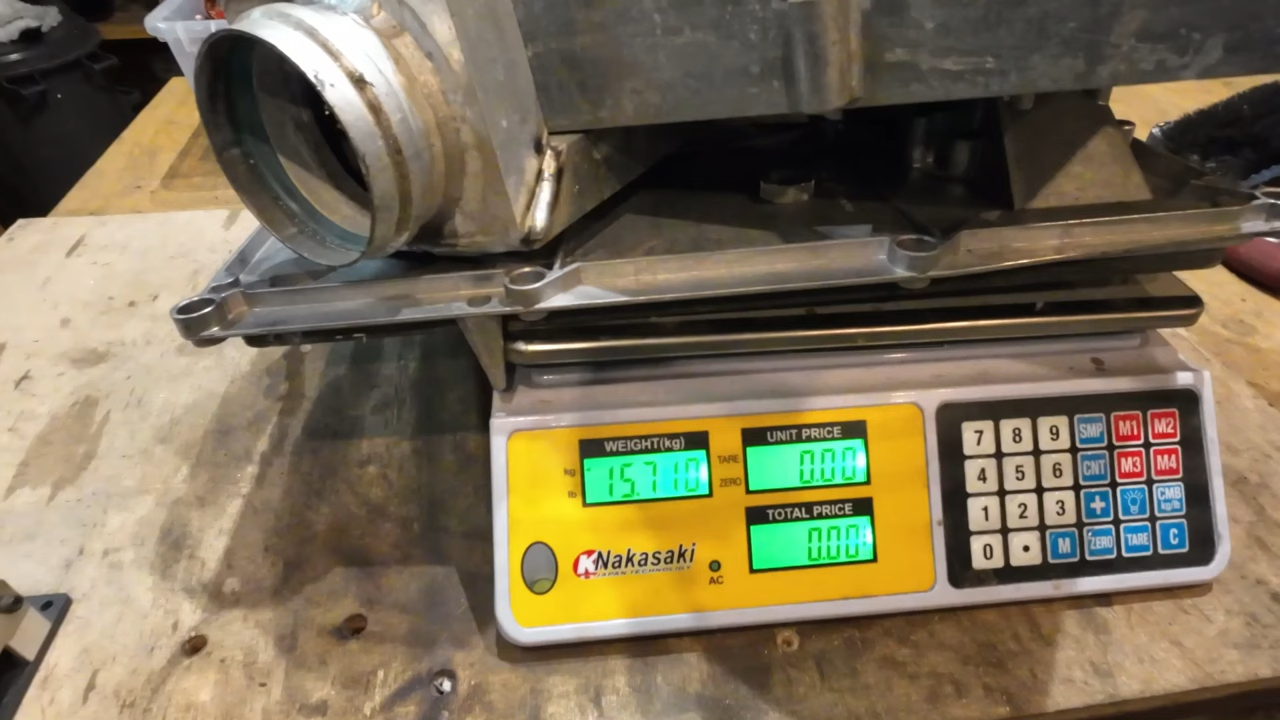 WEIGHT(kg)
kg
lb
15.710
TARE
ZERO
UNIT PRICE
0.00
TOTAL PRICE
0.00
K Nakasaki
JAPAN TECHNOLOGY
AC
7 8 9 SMP M1 M2
4 5 6 CNT M3 M4
1 2 3 + CMB kg/lb
0 • M ZERO TARE C